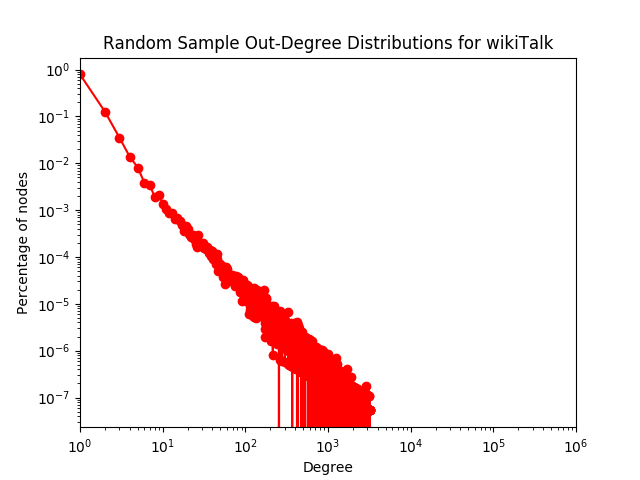 Random Sample Out-Degree Distributions for wikiTalk
Percentage of nodes
10^0
10^-1
10^-2
10^-3
10^-4
10^-5
10^-6
10^-7
10^0 10^1 10^2 10^3 10^4 10^5 10^6
Degree